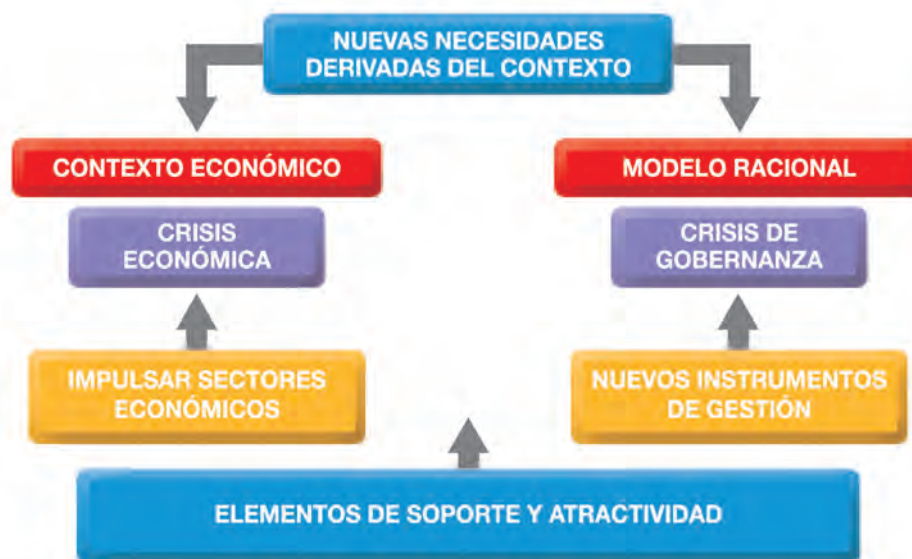 NUEVAS NECESIDADES
DERIVADAS DEL CONTEXTO
CONTEXTO ECONÓMICO
MODELO RACIONAL
CRISIS
ECONÓMICA
CRISIS DE
GOBERNANZA
IMPULSAR SECTORES
ECONÓMICOS
NUEVOS INSTRUMENTOS
DE GESTIÓN
ELEMENTOS DE SOPORTE Y ATRACTIVIDAD